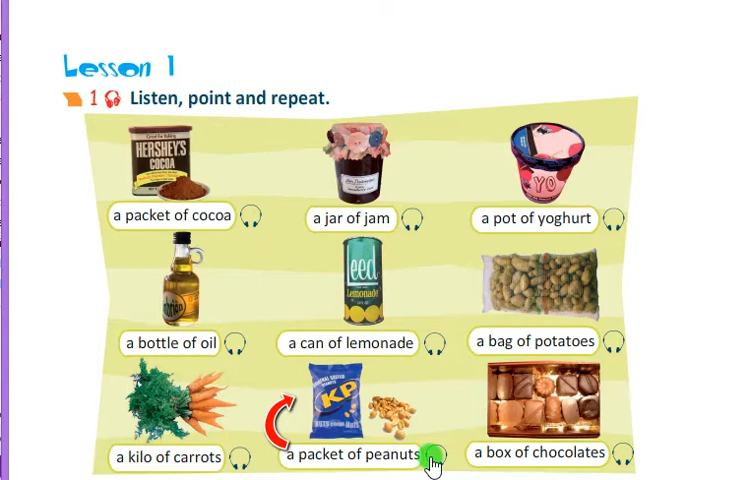 Lesson 1
1 Listen, point and repeat.
HERSHEY'S
COCOA
a packet of cocoa
a jar of jam
YO
a pot of yoghurt
a bottle of oil
Leed
Lemonade
a can of lemonade
a bag of potatoes
a kilo of carrots
KP
a packet of peanuts
a box of chocolates